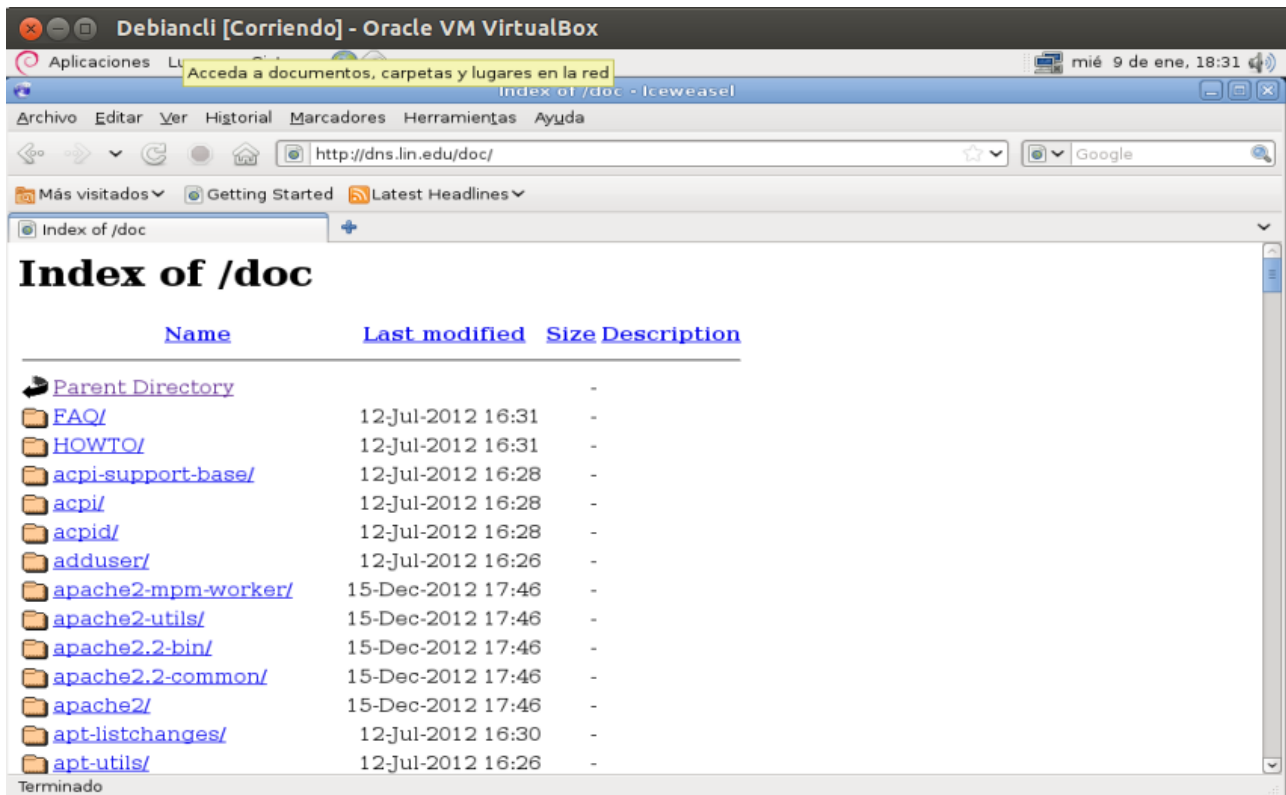 Debiancli [Corriendo] - Oracle VM VirtualBox
Aplicaciones Acceda a documentos, carpetas y lugares en la red mié 9 de ene, 18:31
Index of /doc - Iceweasel
Archivo Editar Ver Historial Marcadores Herramientas Ayuda
http://dns.lin.edu/doc/ Google
Más visitados Getting Started Latest Headlines
Index of /doc
Index of /doc
Name Last modified Size Description
Parent Directory -
FAQ/ 12-Jul-2012 16:31 -
HOWTO/ 12-Jul-2012 16:31 -
acpi-support-base/ 12-Jul-2012 16:28 -
acpi/ 12-Jul-2012 16:28 -
acpid/ 12-Jul-2012 16:28 -
adduser/ 12-Jul-2012 16:26 -
apache2-mpm-worker/ 15-Dec-2012 17:46 -
apache2-utils/ 15-Dec-2012 17:46 -
apache2.2-bin/ 15-Dec-2012 17:46 -
apache2.2-common/ 15-Dec-2012 17:46 -
apache2/ 15-Dec-2012 17:46 -
apt-listchanges/ 12-Jul-2012 16:30 -
apt-utils/ 12-Jul-2012 16:26 -
Terminado